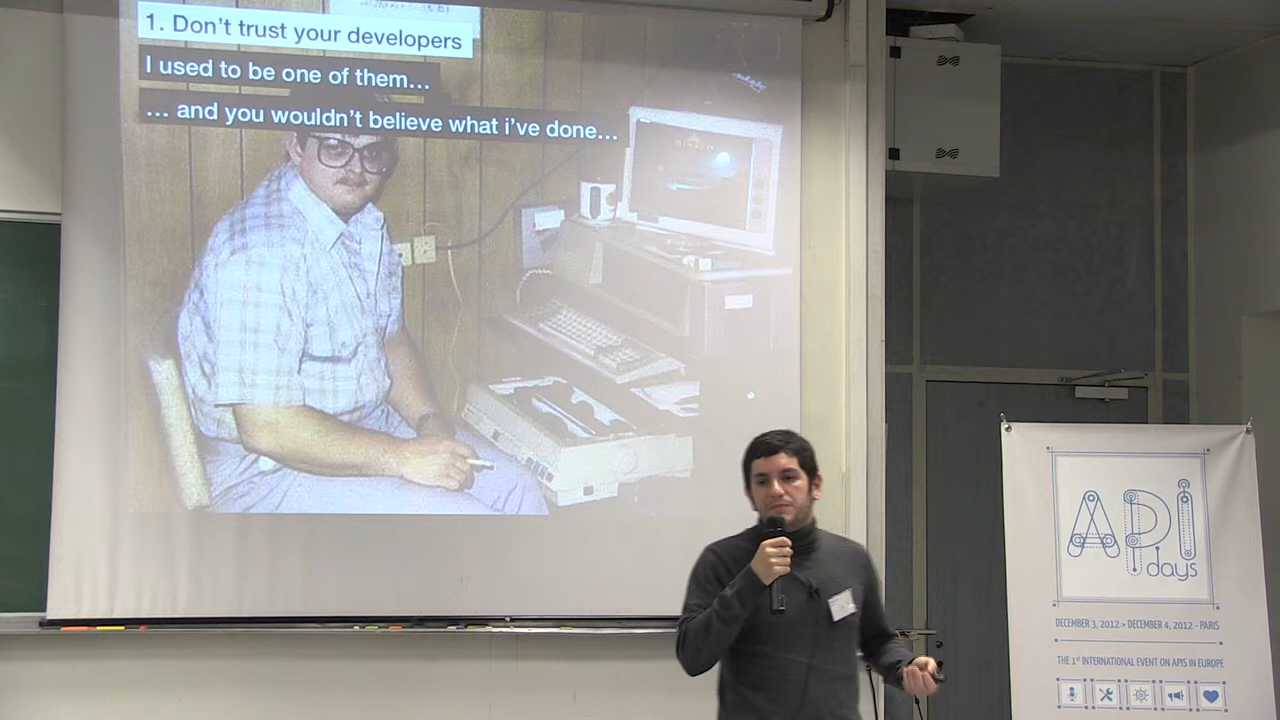 1. Don't trust your developers
I used to be one of them...
... and you wouldn't believe what i've done...
API
days
DECEMBER 3, 2012 > DECEMBER 4, 2012 - PARIS
THE 1ST INTERNATIONAL EVENT ON APIS IN EUROPE